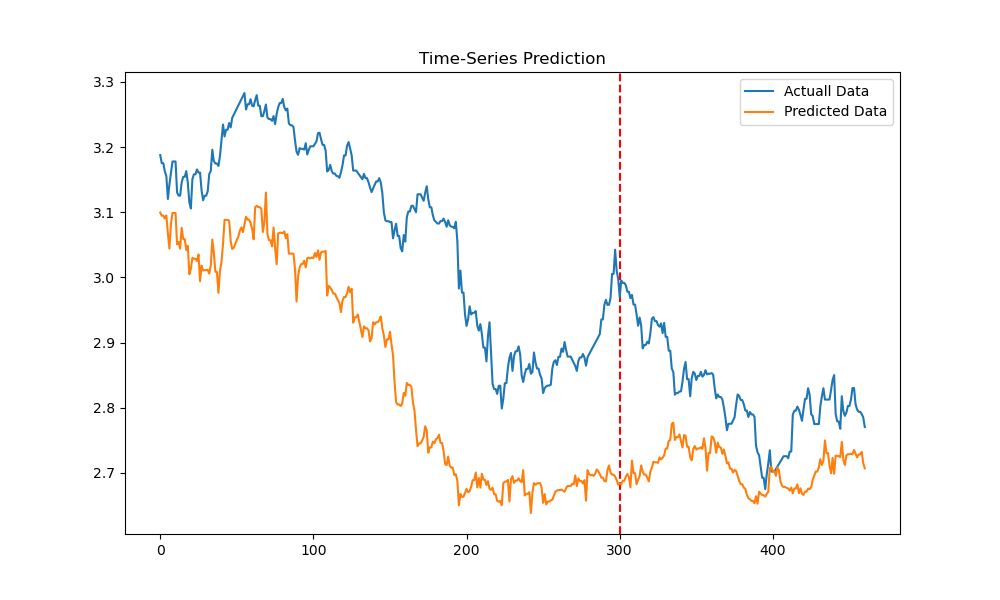 Time-Series Prediction
3.3
3.2
3.1
3.0
2.9
2.8
2.7
0 100 200 300 400
Actuall Data
Predicted Data